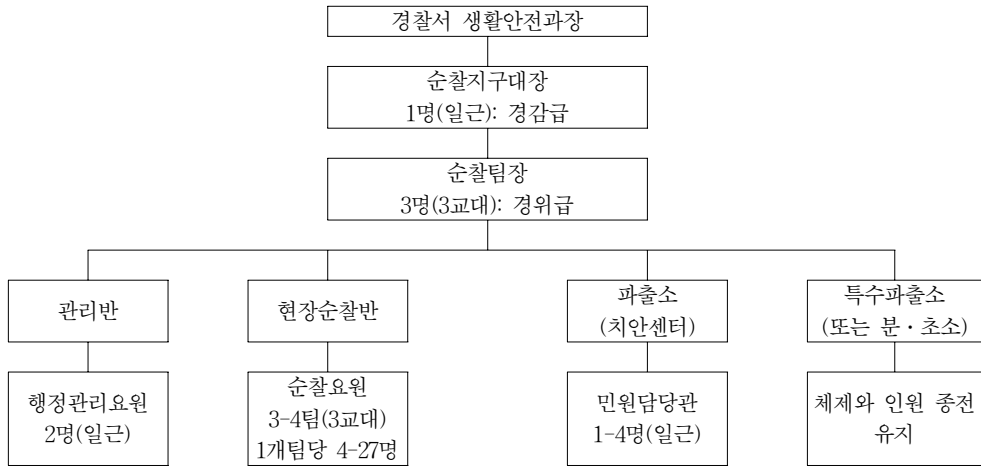 경찰서 생활안전과장
순찰지구대장
1명(일근): 경감급
순찰팀장
3명(3교대): 경위급
관리반
현장순찰반
파출소
(치안센터)
특수파출소
(또는 분·초소)
행정관리요원
2명(일근)
순찰요원
3-4팀(3교대)
1개팀당 4-27명
민원담당관
1-4명(일근)
체제와 인원 종전
유지